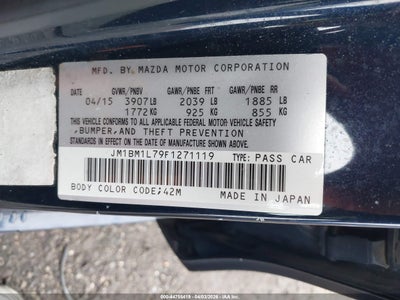 MFD. BY MAZDA MOTOR CORPORATION
DATE GVWR/PNBV GAWR/PNBE FRT GAWR/PNBE RR
04/15 3907LB 2039 LB 1885 LB
1772KG 925 KG 855 KG
THIS VEHICLE CONFORMS TO ALL APPLICABLE FEDERAL MOTOR VEHICLE SAFETY,
BUMPER, AND THEFT PREVENTION
STANDARDS IN EFFECT ON THE DATE OF MANUFACTURE SHOWN ABOVE.
JM1BM1L79F1271119 TYPE: PASS CAR
BODY COLOR CODE;42M MADE IN JAPAN